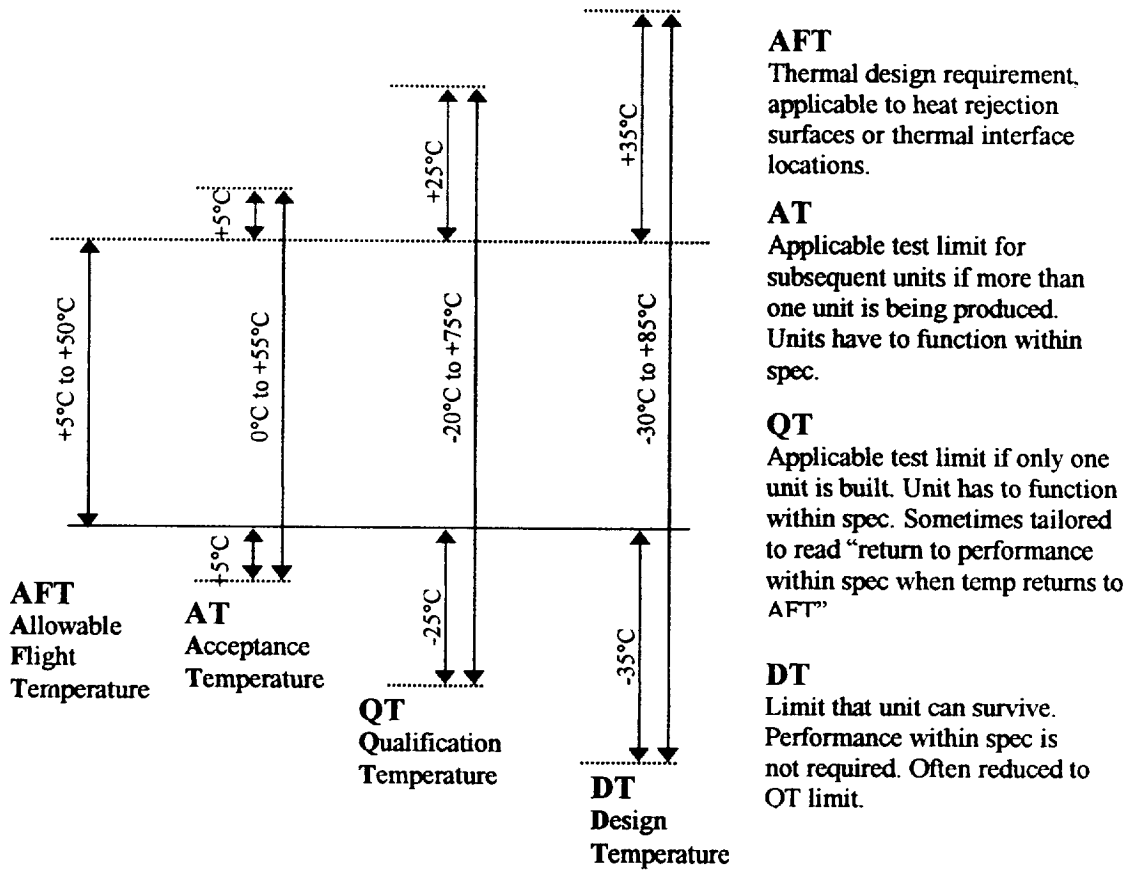 +35°C
+25°C
+5°C
+5°C to +50°C
0°C to +55°C
-20°C to +75°C
-30°C to +85°C
+5°C
-25°C
-35°C
AFT
Allowable
Flight
Temperature
AT
Acceptance
Temperature
QT
Qualification
Temperature
DT
Design
Temperature
AFT
Thermal design requirement,
applicable to heat rejection
surfaces or thermal interface
locations.
AT
Applicable test limit for
subsequent units if more than
one unit is being produced.
Units have to function within
spec.
QT
Applicable test limit if only one
unit is built. Unit has to function
within spec. Sometimes tailored
to read “return to performance
within spec when temp returns to
AFT”
DT
Limit that unit can survive.
Performance within spec is
not required. Often reduced to
QT limit.